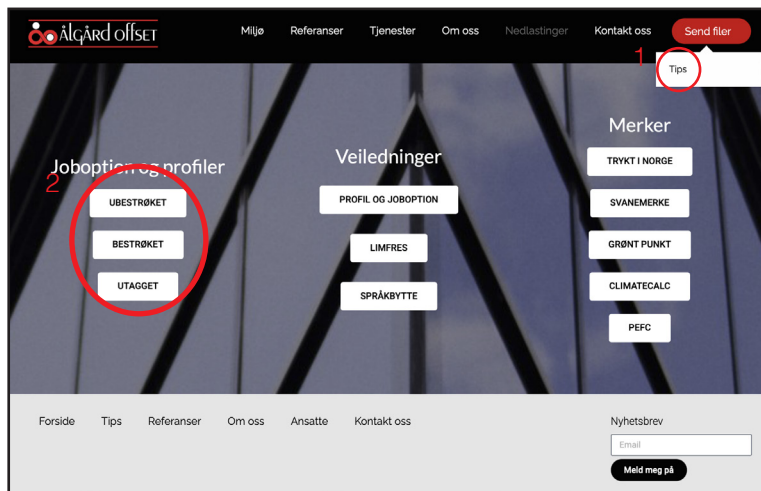 ålgård offset
Miljø Referanser Tjenester Om oss Nedlastinger Kontakt oss Send filer
1
Tips
Merker
Veiledninger
Joboption og profiler
2
TRYKT I NORGE
UBESTRØKET PROFIL OG JOBOPTION SVANEMERKE
BESTRØKET LIMFRES GRØNT PUNKT
UTAGGET SPRÅKBYTTE CLIMATECALC
PEFC
Forside Tips Referanser Om oss Ansatte Kontakt oss Nyhetsbrev
Email
Meld meg på